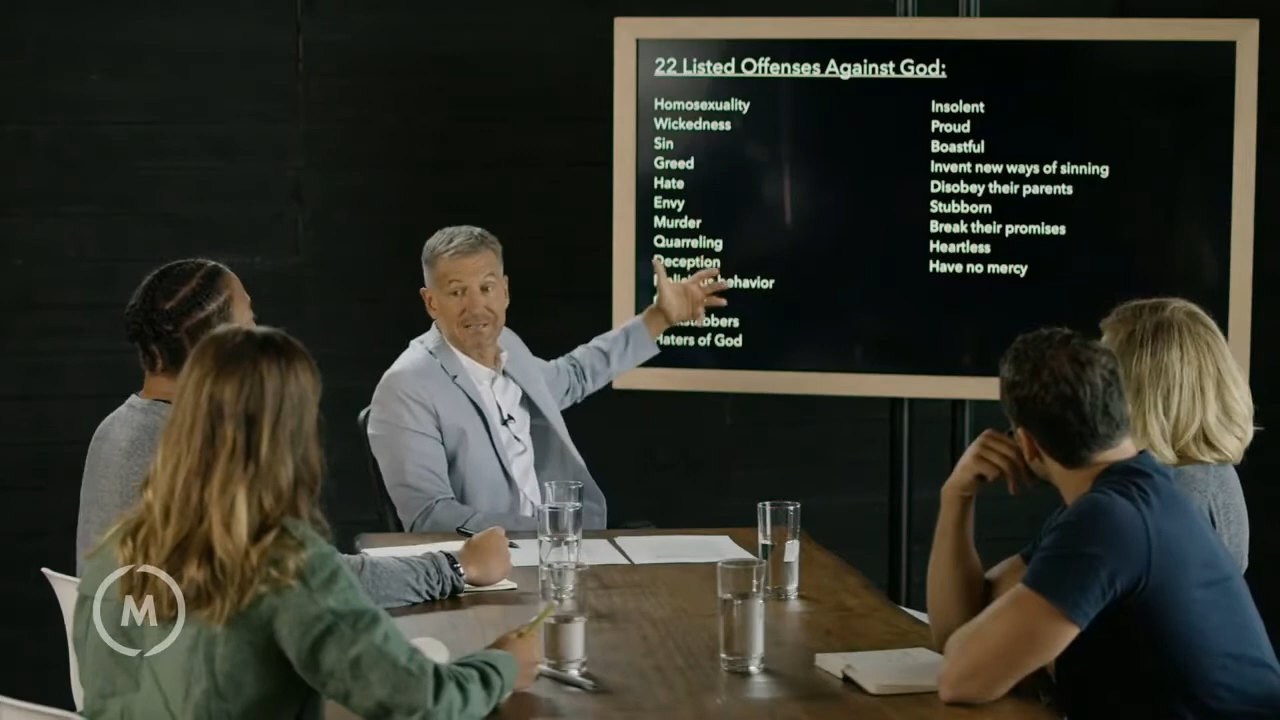 22 Listed Offenses Against God:
Homosexuality
Wickedness
Sin
Greed
Hate
Envy
Murder
Quarreling
Deception
behavior
Haters of God
Insolent
Proud
Boastful
Invent new ways of sinning
Disobey their parents
Stubborn
Break their promises
Heartless
Have no mercy
M